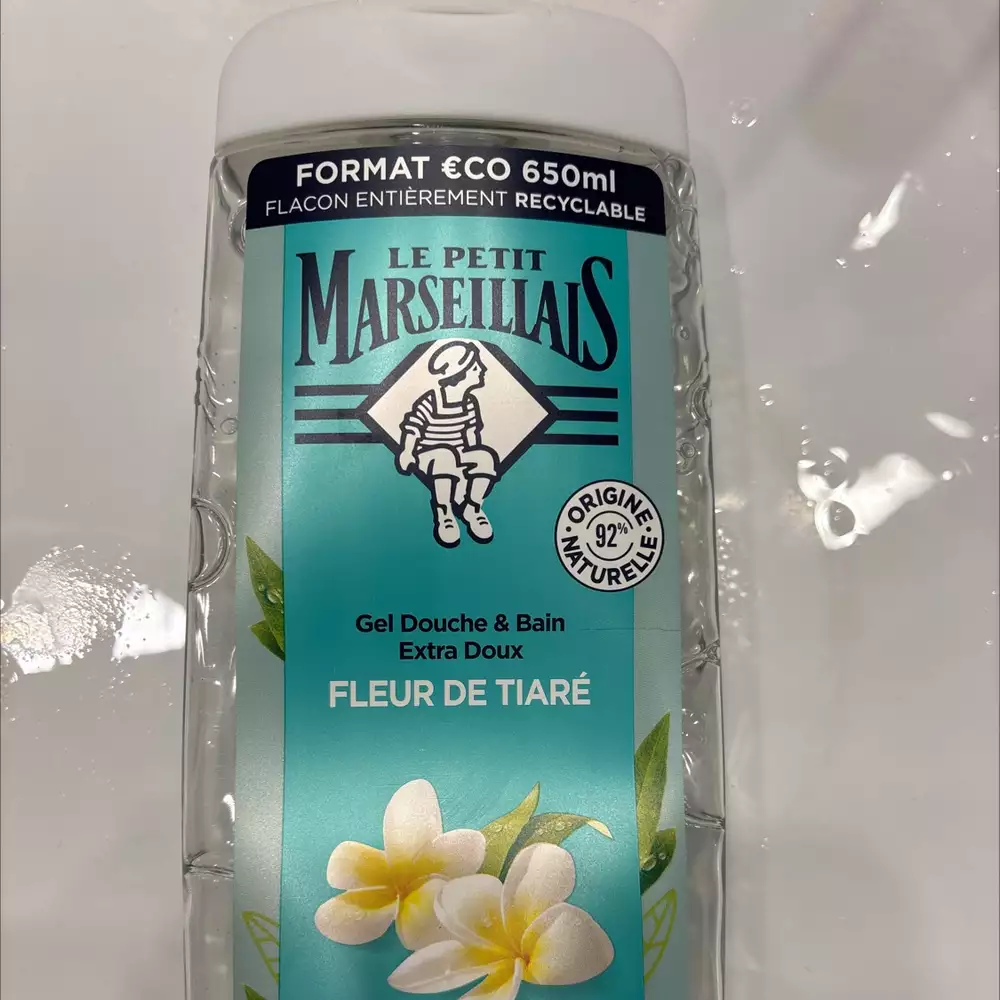 FORMAT €CO 650ml
FLACON ENTIÈREMENT RECYCLABLE
LE PETIT
MARSEILLAIS
ORIGINE
92%
NATURELLE
Gel Douche & Bain
Extra Doux
FLEUR DE TIARÉ